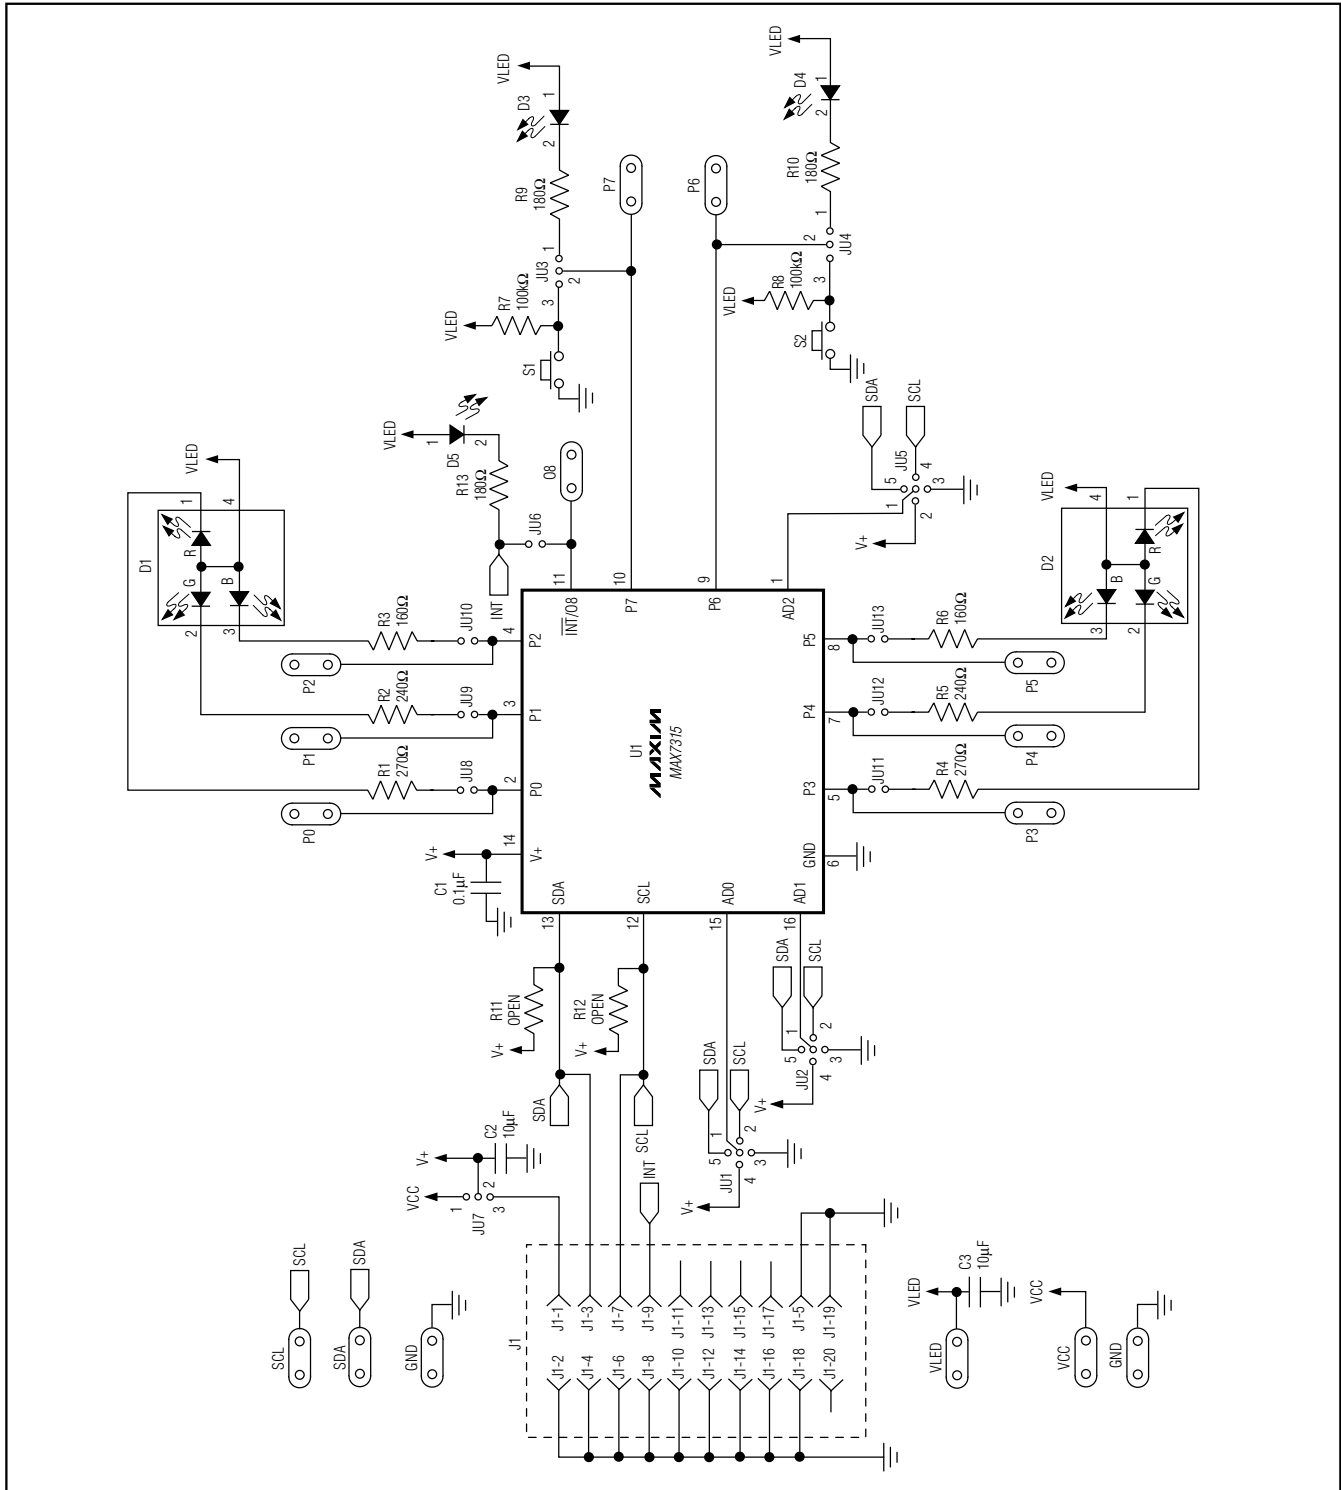 VLED
D4
1
2
R10
180Ω
1
2
3
JU4
VLED
R8
100kΩ
S2
P6
VLED
D3
1
2
R9
180Ω
1
2
3
JU3
VLED
R7
100kΩ
S1
P7
VLED
1
D5
2
R13
180Ω
JU6
INT
O8
VLED
D1
1
4
R
G
B
2
3
R3
160Ω
JU10
P2
R2
240Ω
JU9
P1
R1
270Ω
JU8
P0
SDA
SCL
JU5
5
4
1
2
3
V+
VLED
D2
4
1
B
R
G
3
2
JU13
R6
160Ω
P5
JU12
R5
240Ω
P4
JU11
R4
270Ω
P3
11
INT/O8
10
P7
9
P6
1
AD2
4
P2
3
P1
2
P0
14
V+
P5
8
P4
7
P3
5
GND
6
U1
MAXIM
MAX7315
SDA
13
SCL
12
AD0
15
AD1
16
V+
C1
0.1µF
R11
OPEN
V+
R12
OPEN
V+
SDA
SCL
INT
SDA
SCL
1
2
5
3
4
JU2
V+
SDA
SCL
1
2
5
3
4
JU1
V+
V+
C2
10µF
VCC
1
2
3
JU7
SCL
SCL
SDA
SDA
GND
J1
J1-1
J1-3
J1-7
J1-9
J1-11
J1-13
J1-15
J1-17
J1-5
J1-19
J1-2
J1-4
J1-6
J1-8
J1-10
J1-12
J1-14
J1-16
J1-18
J1-20
VLED
C3
10µF
VLED
VCC
VCC
GND